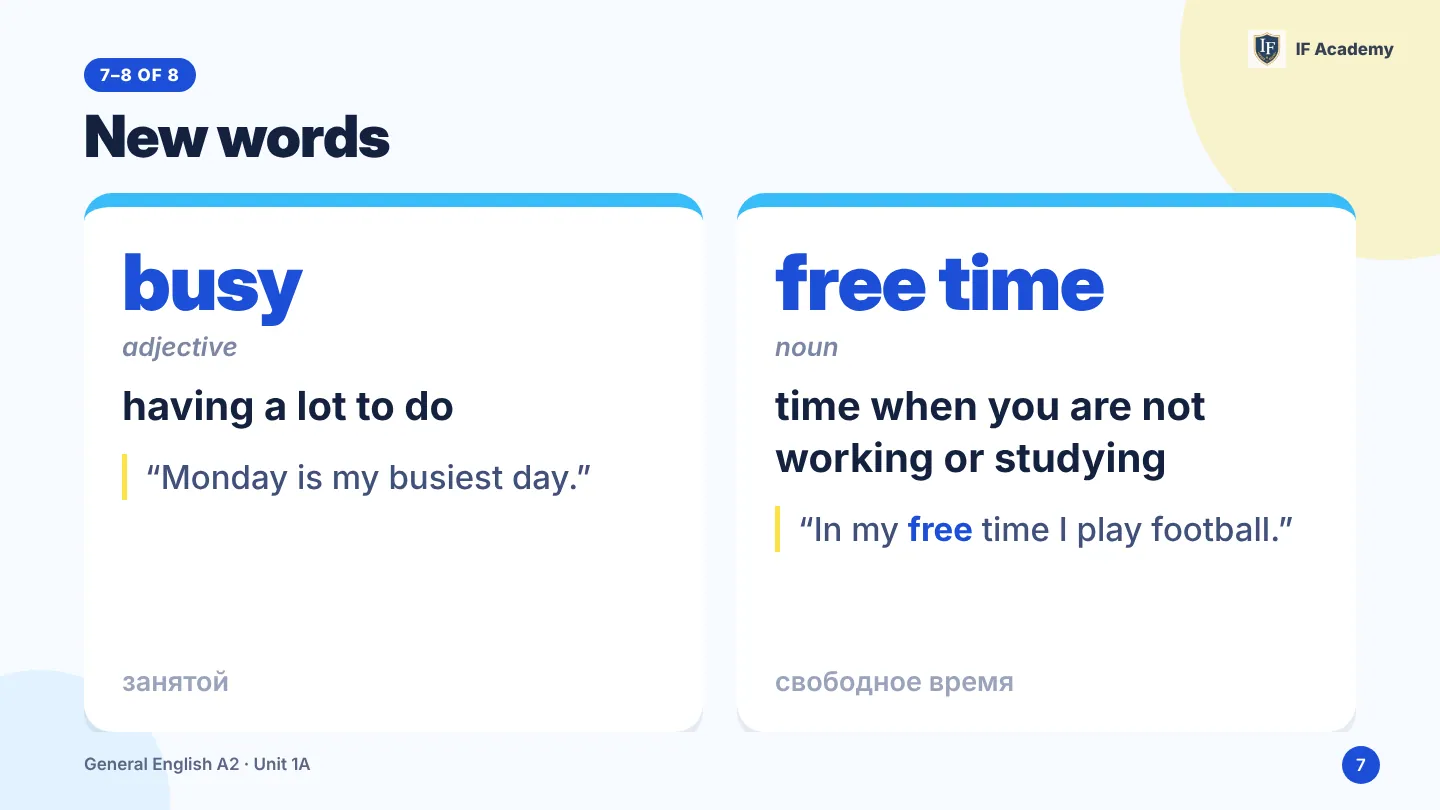 IF
IF Academy
7–8 OF 8
New words
busy
adjective
having a lot to do
“Monday is my busiest day.”
занятой
free time
noun
time when you are not
working or studying
“In my free time I play football.”
свободное время
General English A2 · Unit 1A
7